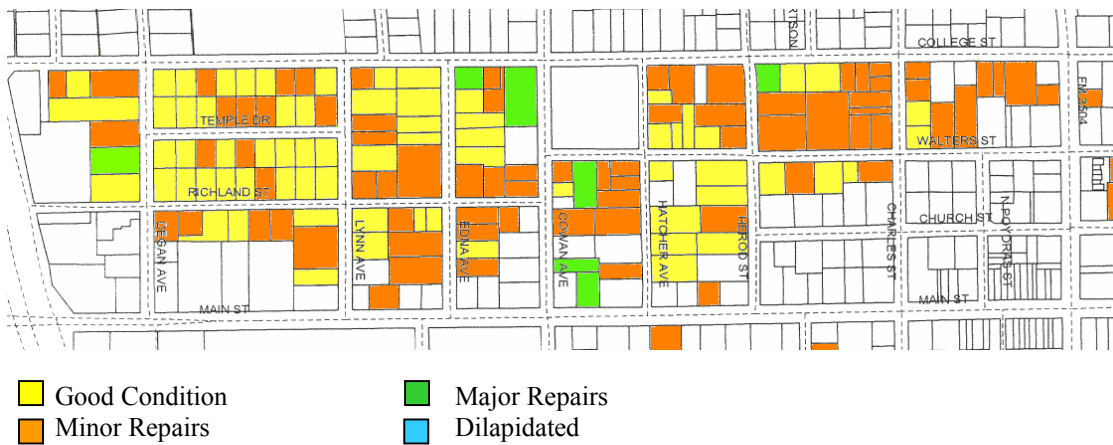 RTSON
COLLEGE ST
FM 3504
TEMPLE DR
WALTERS ST
RICHLAND ST
DEGAN AVE
LYNN AVE
EDNA AVE
COWAN AVE
HATCHER AVE
HEROD ST
CHARLES ST
CHURCH ST
N POYDRAS ST
MAIN ST
MAIN ST
Good Condition
Major Repairs
Minor Repairs
Dilapidated